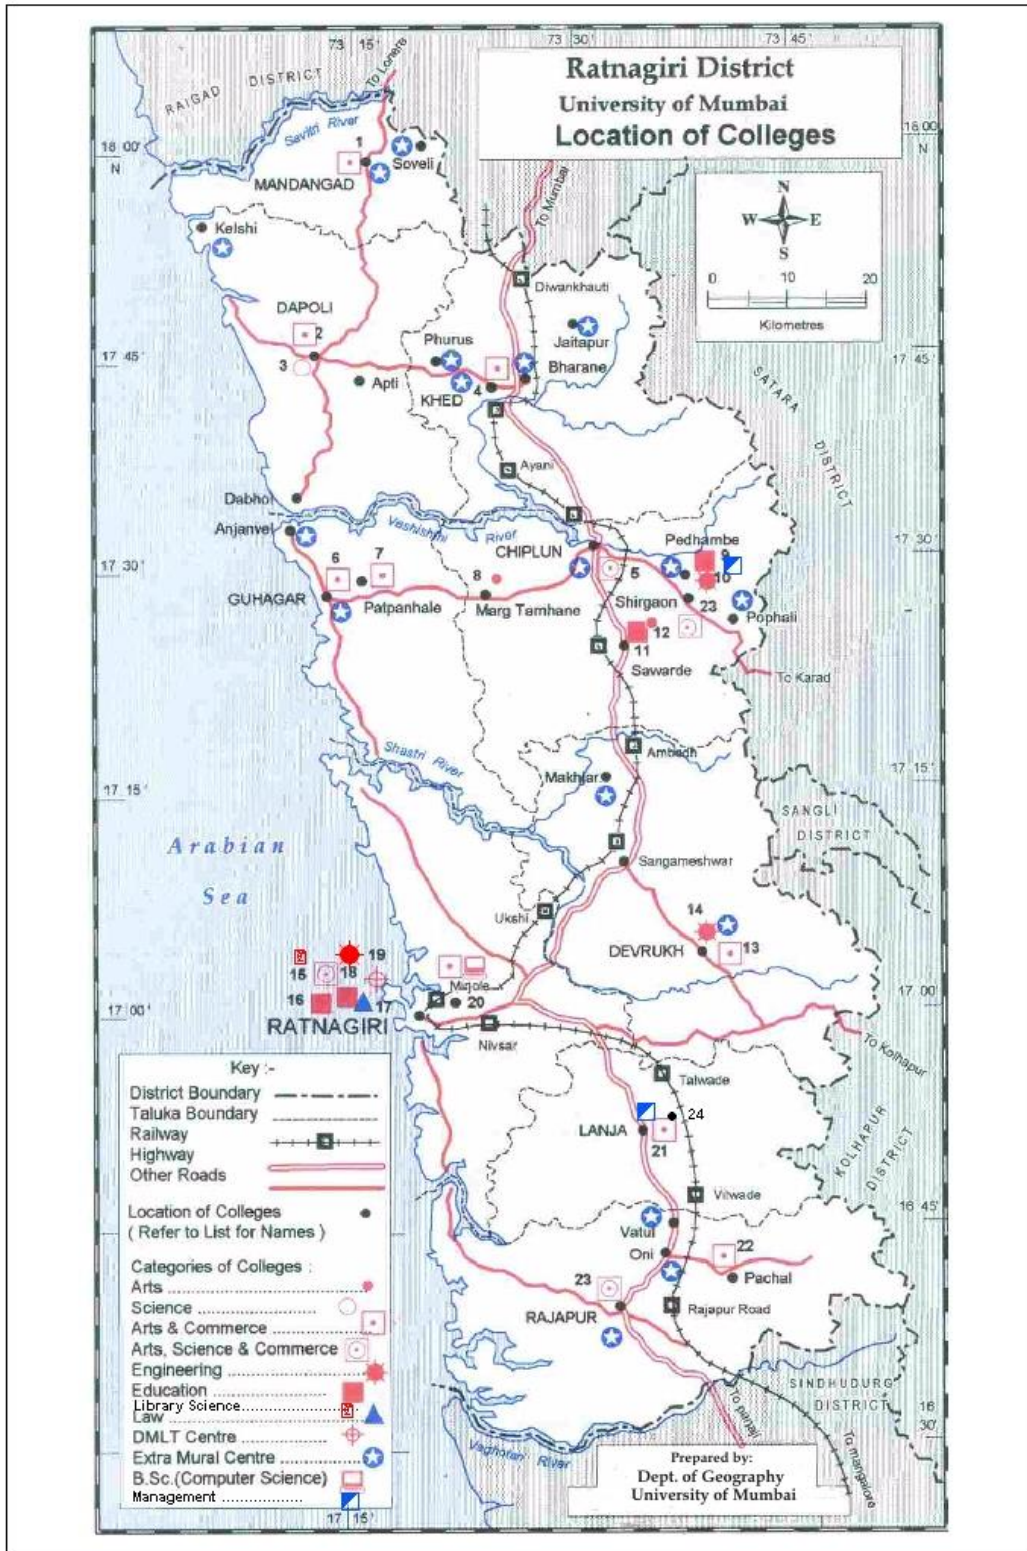 73 15'
73 30'
73 45'
Ratnagiri District
University of Mumbai
Location of Colleges
RAIGAD DISTRICT
To Lonere
Savitri River
18 00'
N
16 00'
N
1
Soveli
MANDANGAD
To Mumbai
N
W E
S
0 10 20
Kilometres
Kelshi
Diwankhauti
DAPOLI
2
Jaitapur
Phurus
Bharane
17 45'
17 45'
3
Apti
KHED
4
SATARA
DISTRICT
Ayani
Dabhol
Anjanvel
Vashishthi
River
CHIPLUN
Pedhambe
17 30'
17 30'
6
7
8
5
9
10
GUHAGAR
Patpanhale
Marg Tamhane
Shirgaon
23
Pophali
12
11
Sawarde
To Karad
Shastri River
Ambedh
Makhjar
17 15'
17 15'
SANGLI
DISTRICT
Arabian
Sea
Sangameshwar
Ukshi
14
DEVRUKH
13
19
15
18
16
17
Mirjole
20
17 00'
17 00'
RATNAGIRI
Nivsar
To Kolhapur
Talwade
24
LANJA
21
KOLHAPUR
DISTRICT
Vilwade
16 45'
Vatul
Oni
22
Pachal
23
RAJAPUR
Rajapur Road
SINDHUDURG
DISTRICT
16
30'
To panaji
To mangalore
Vaghotan River
Key :-
District Boundary
Taluka Boundary
Railway
Highway
Other Roads
Location of Colleges
( Refer to List for Names )
Categories of Colleges :
Arts
Science
Arts & Commerce
Arts, Science & Commerce
Engineering
Education
Library Science
Law
DMLT Centre
Extra Mural Centre
B.Sc.(Computer Science)
Management
17 15'
Prepared by:
Dept. of Geography
University of Mumbai